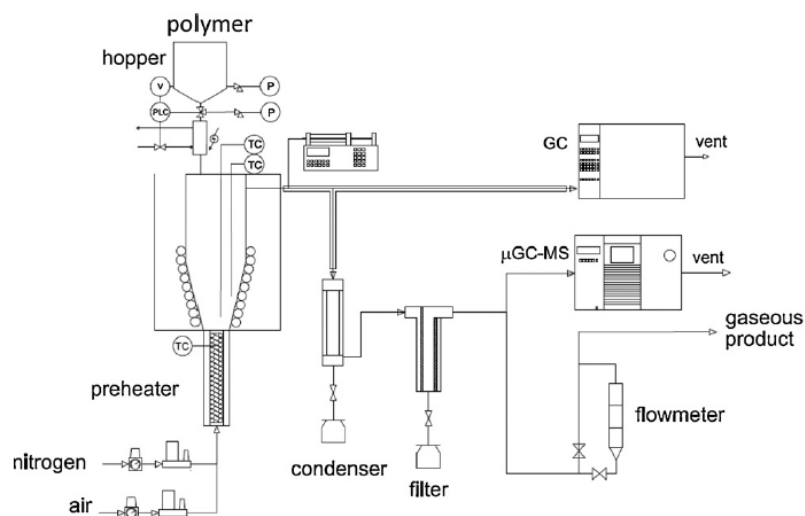 polymer
hopper
V
P
PLC
P
TC
TC
GC
vent
μGC-MS
vent
gaseous
product
TC
preheater
flowmeter
nitrogen
condenser
filter
air